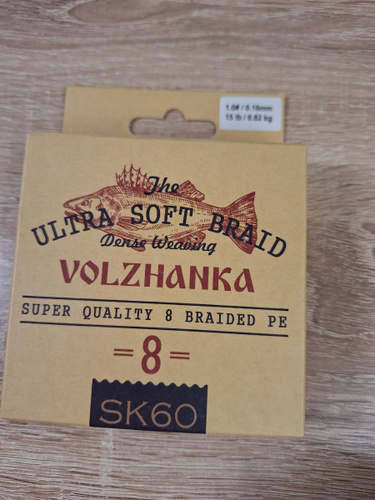 1.0# / 0.16mm
15 lb / 6.82 kg
The
ULTRA SOFT BRAID
Dense Weaving
VOLZHANKA
SUPER QUALITY 8 BRAIDED PE
=8=
SK60